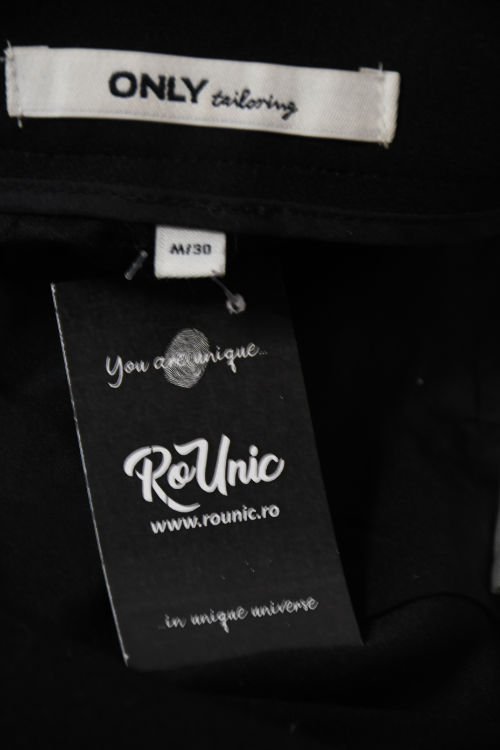 ONLY tailoring
M/30
You are unique...
RoUnic
www.rounic.ro
...in unique universe